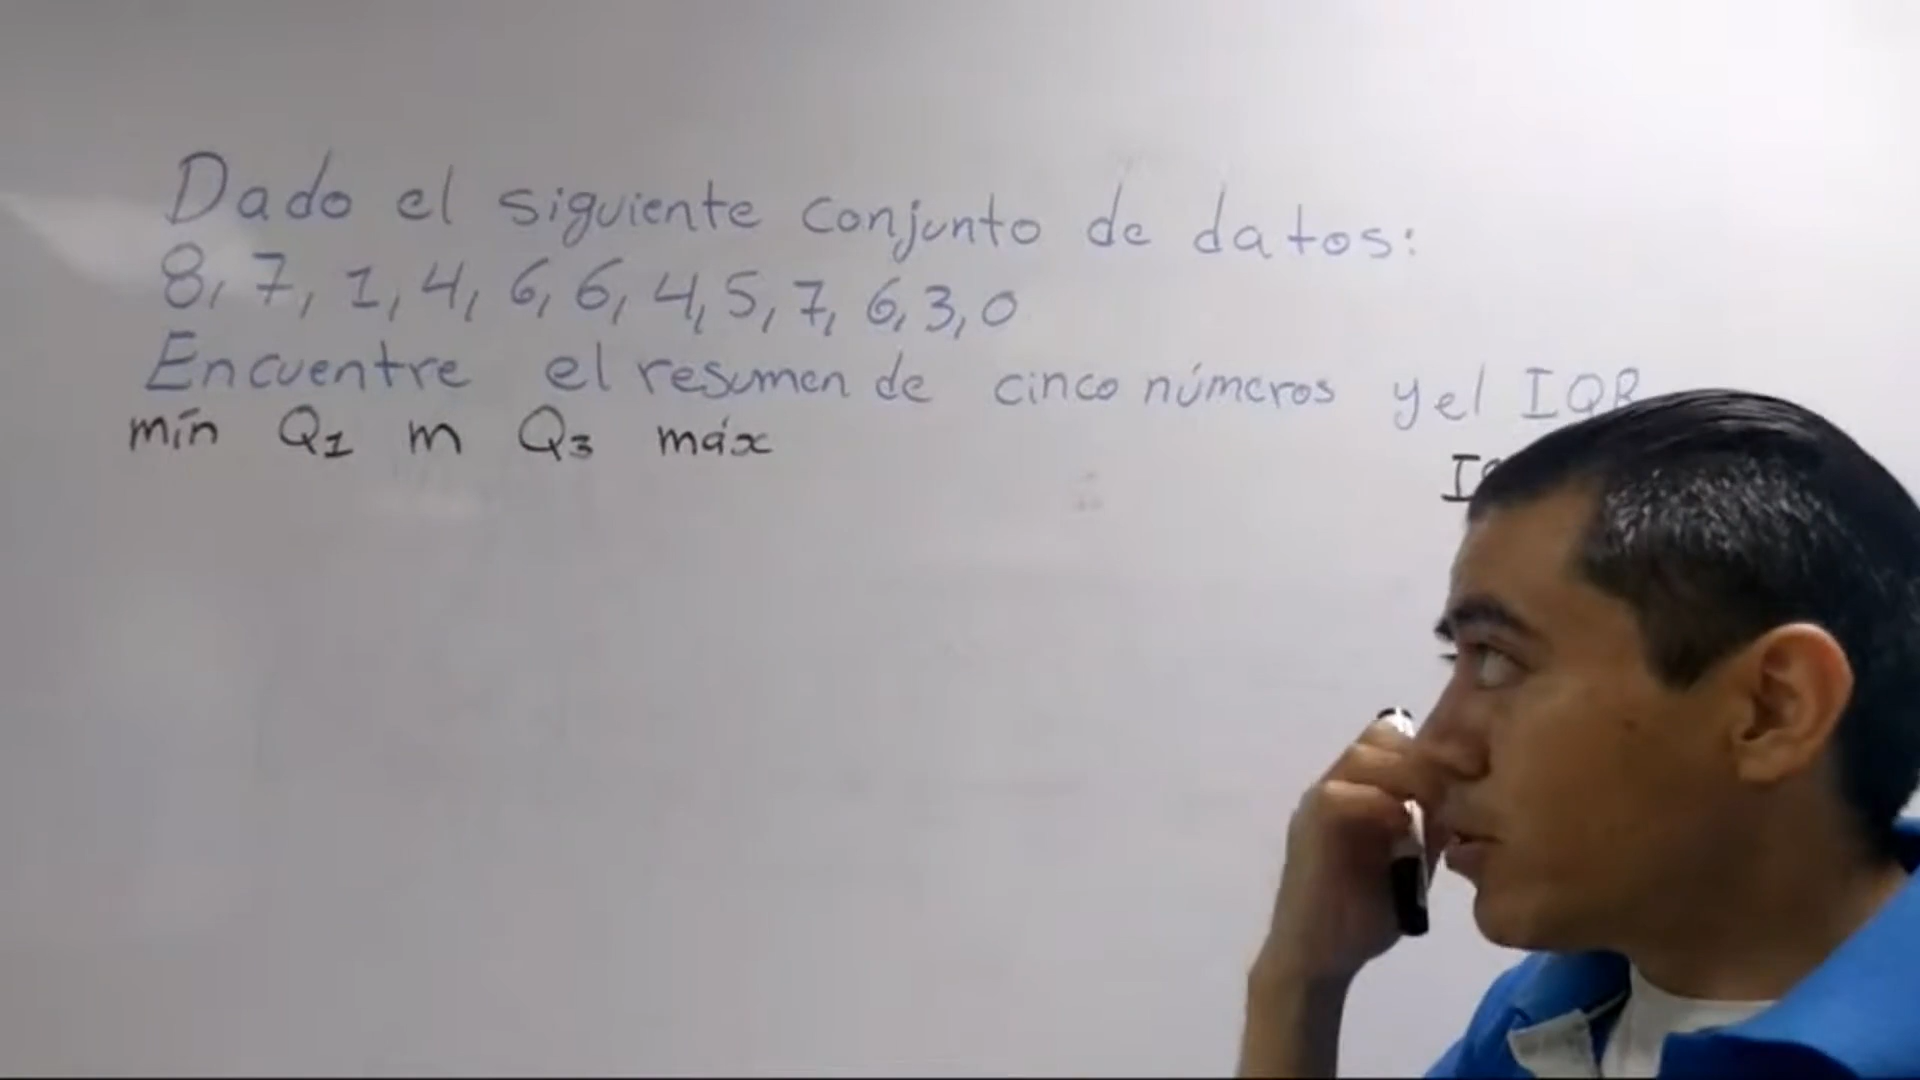 Dado el siguiente conjunto de datos:
8, 7, 1, 4, 6, 6, 4, 5, 7, 6, 3, 0
Encuentre el resumen de cinco números y el IQR
mín Q1 m Q3 máx